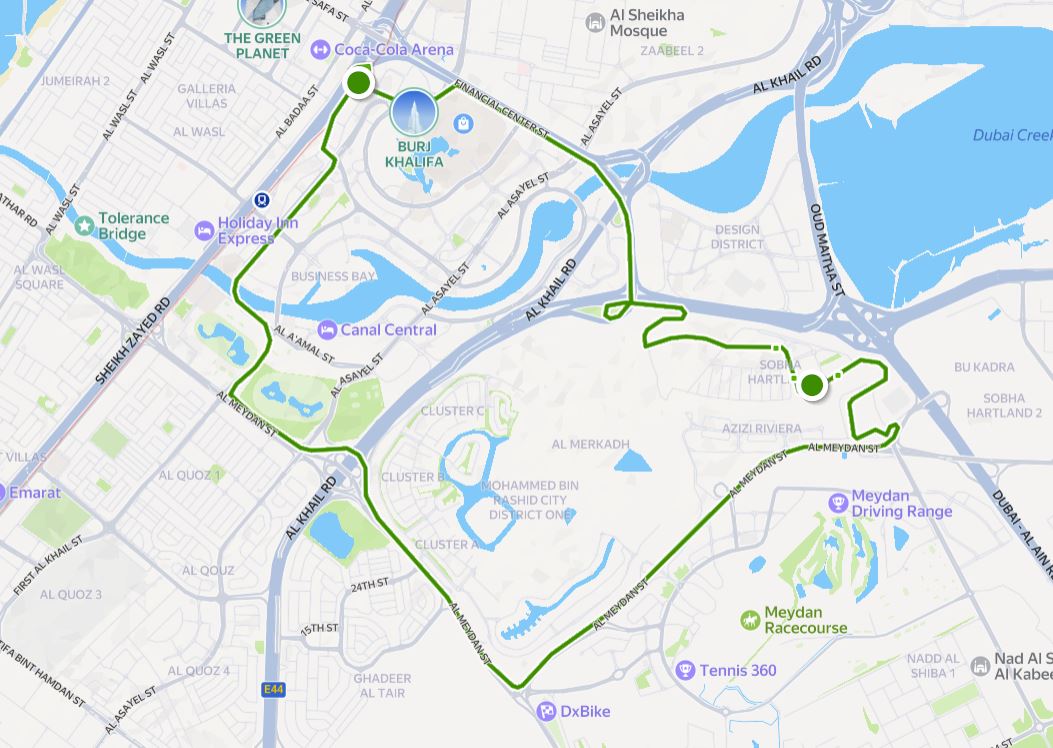 SAFA ST
THE GREEN
PLANET
Coca-Cola Arena
Al Sheikha
Mosque
ZAABEEL 2
JUMEIRAH 2
AL WASL ST
GALLERIA
VILLAS
AL WASL ST
AL WASL
AL BADAA ST
FINANCIAL CENTER ST
AL ASAYEL ST
AL KHAIL RD
BURJ
KHALIFA
Dubai Creek
AL WASL ST
AL ASAYEL ST
Tolerance
Bridge
Holiday Inn
Express
DESIGN
DISTRICT
OUD MAITHA ST
AL WASL
SQUARE
BUSINESS BAY
AL ASAYEL ST
AL KHAIL RD
SHEIKH ZAYED RD
AL A'AMAL ST
Canal Central
AL ASAYEL ST
SOBHA
BU KADRA
SOBHA
HARTLAND 2
AL MEYDAN ST
CLUSTER C
AL MERKADH
AZIZI RIVIERA
AL MEYDAN ST
VILLAS
AL QUOZ 1
CLUSTER B
AL MEYDAN ST
Emarat
AL KHAIL RD
MOHAMMED BIN
RASHID CITY
DISTRICT ONE
Meydan
Driving Range
DUBAI - AL AIN R
CLUSTER A
FIRST AL KHAIL ST
AL QUOZ
24TH ST
AL QUOZ 3
AL MEYDAN ST
AL MEYDAN ST
Meydan
Racecourse
15TH ST
AL QUOZ 4
Tennis 360
NADD AL
SHIBA 1
Nad Al S
Al Kabee
GHADEER
AL TAIR
E44
IFA BINT HAMDAN ST
AL ASAYEL ST
DxBike